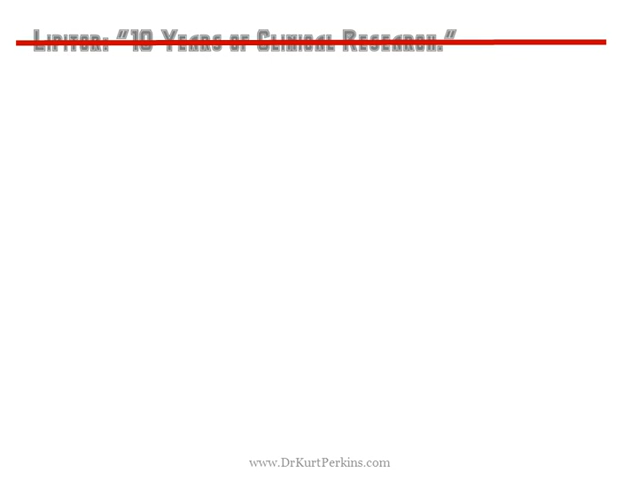 Lipitor: “10 Years of Clinical Research.”
www.DrKurtPerkins.com